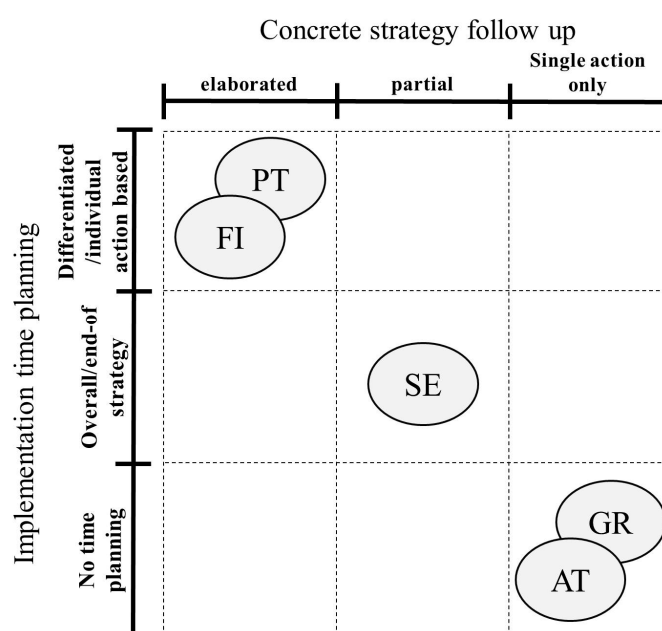 Concrete strategy follow up
elaborated
partial
Single action
only
Implementation time planning
Differentiated
/individual
action based
PT
FI
Overall/end-of
strategy
SE
No time
planning
GR
AT